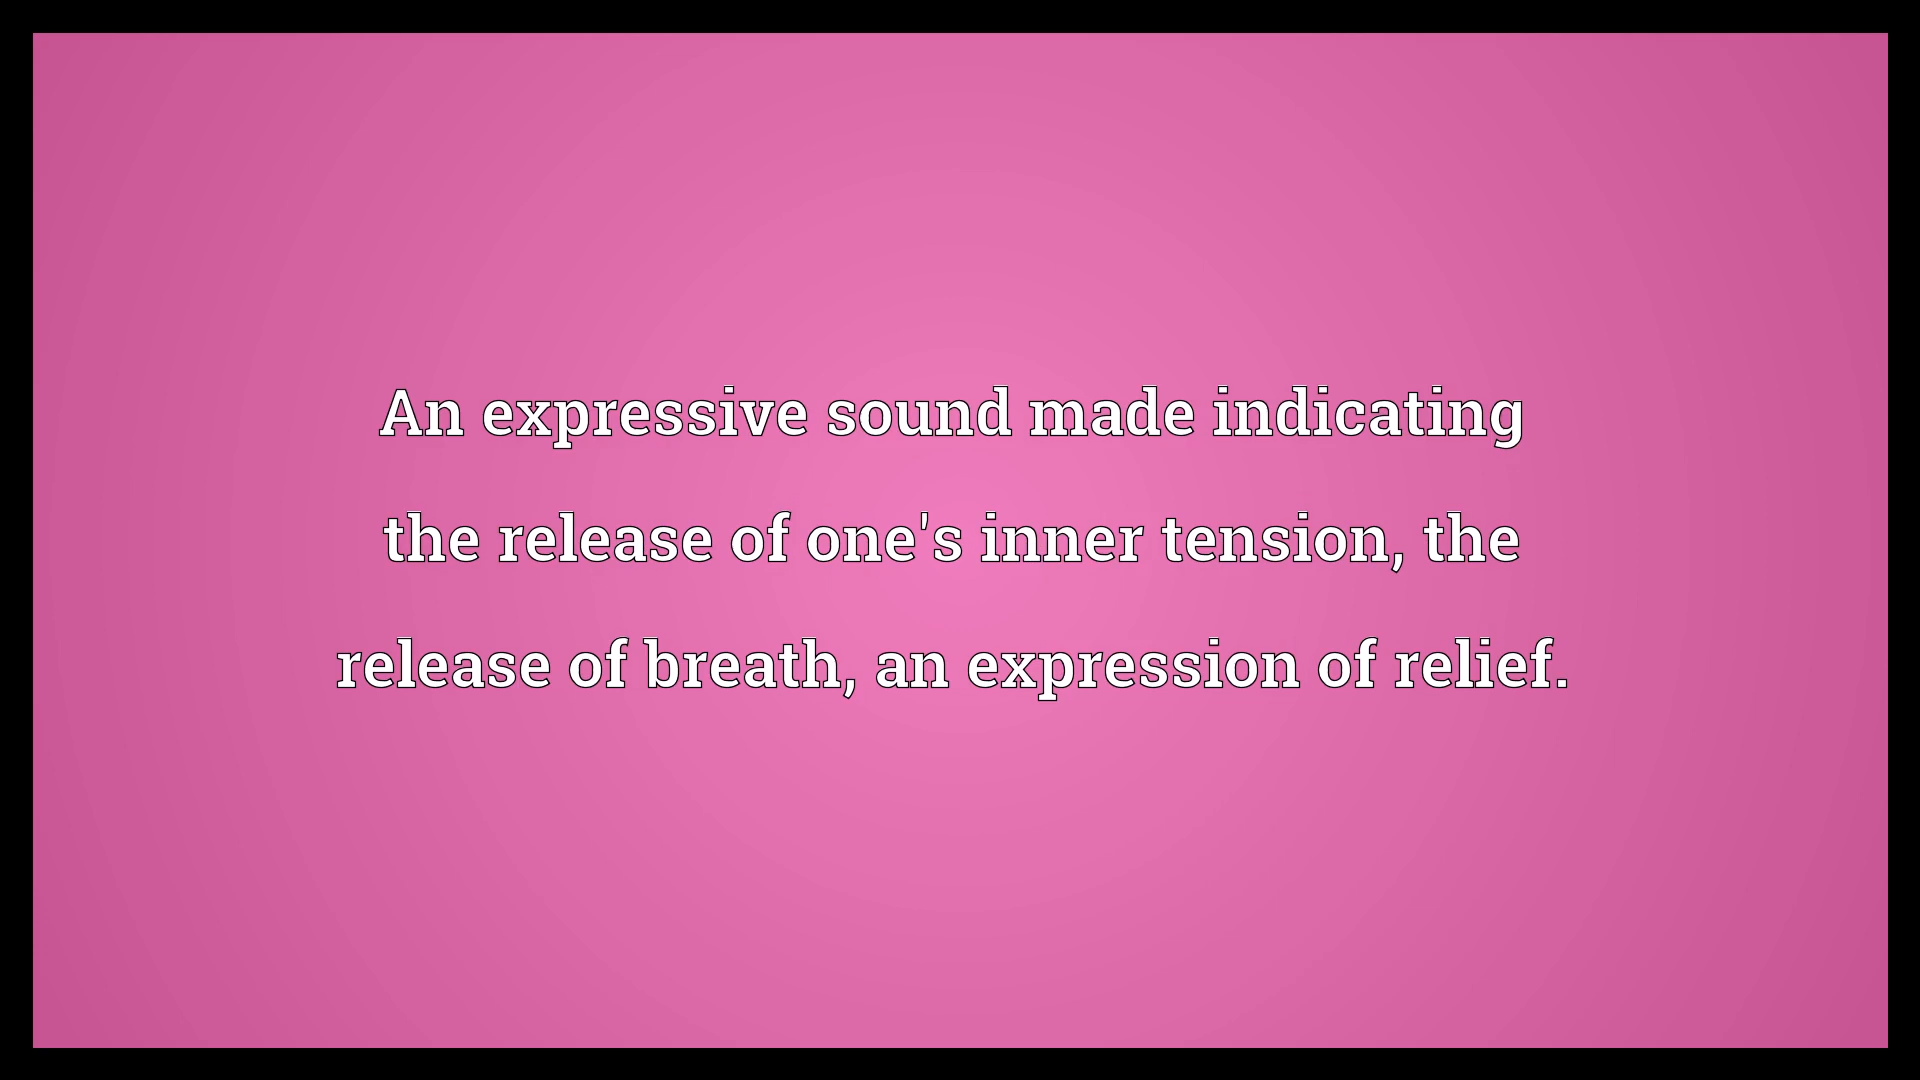 An expressive sound made indicating
the release of one's inner tension, the
release of breath, an expression of relief.